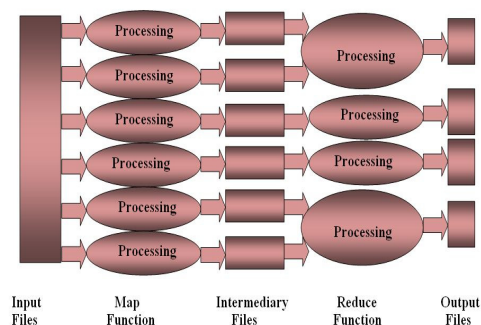 Processing
Processing
Processing
Processing
Processing
Processing
Processing
Processing
Processing
Processing
Input Files
Map Function
Intermediary Files
Reduce Function
Output Files